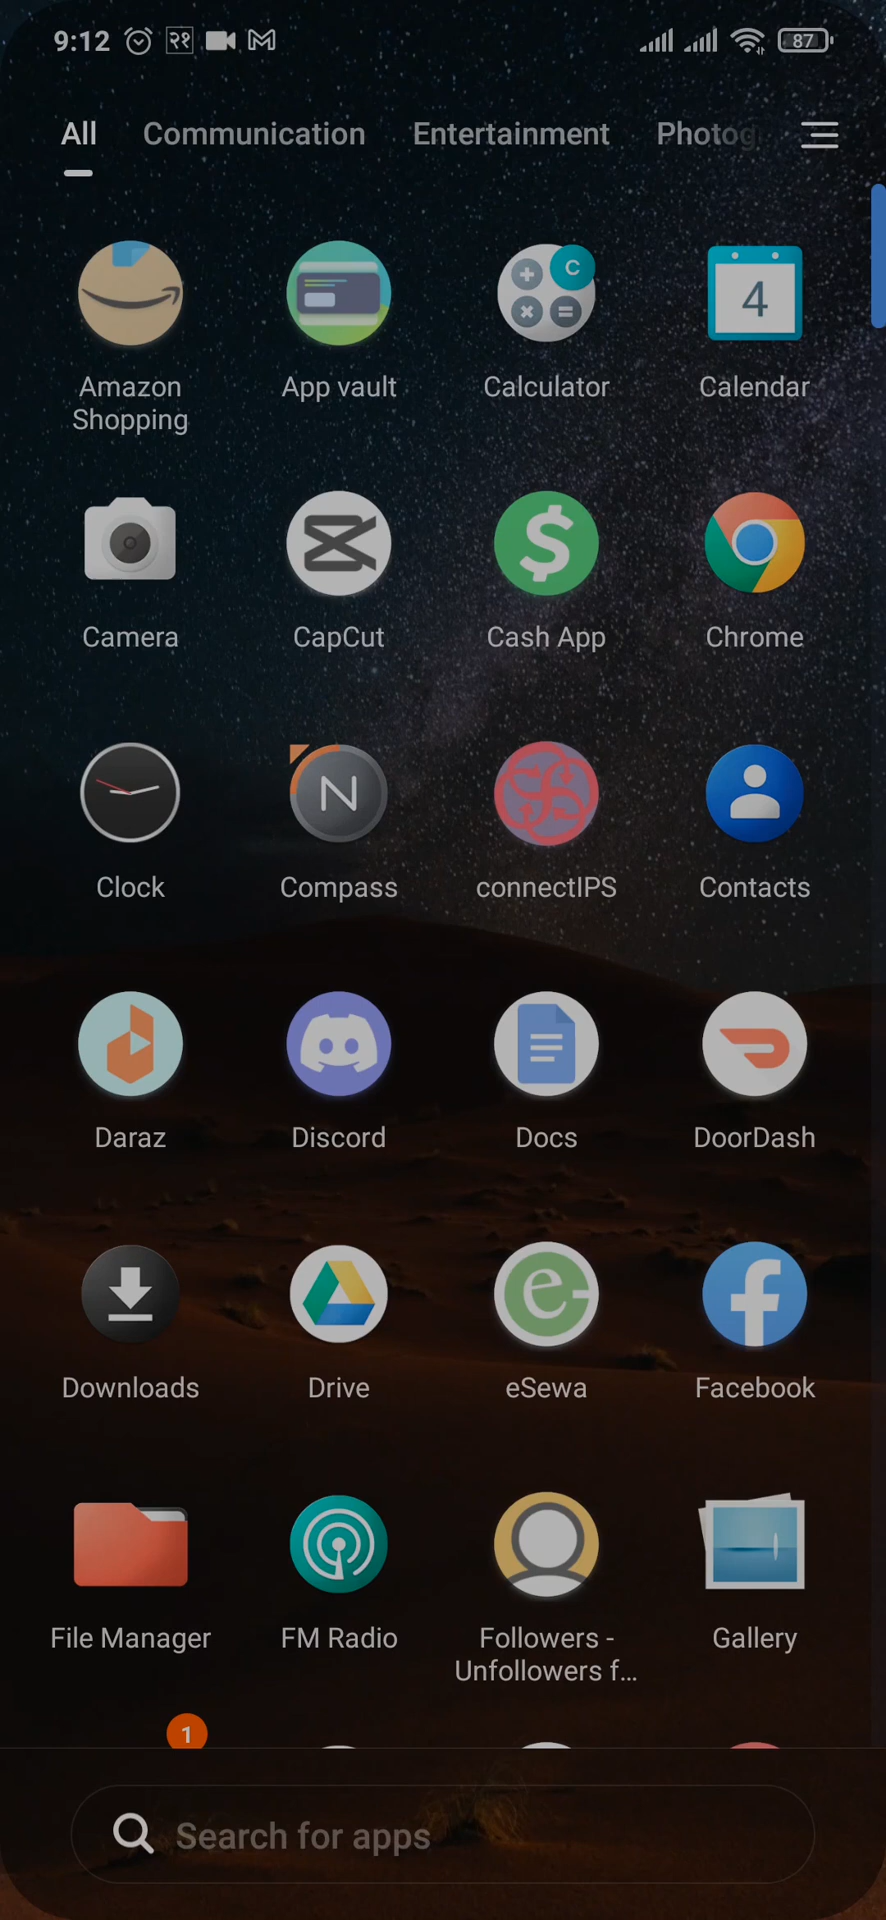 9:12 २१ 87
All Communication Entertainment Photog
C
4
Amazon Shopping
App vault Calculator Calendar
Camera CapCut Cash App Chrome
N
Clock Compass connectIPS Contacts
Daraz Discord Docs DoorDash
Downloads Drive eSewa Facebook
File Manager FM Radio Followers - Unfollowers f... Gallery
1
Search for apps